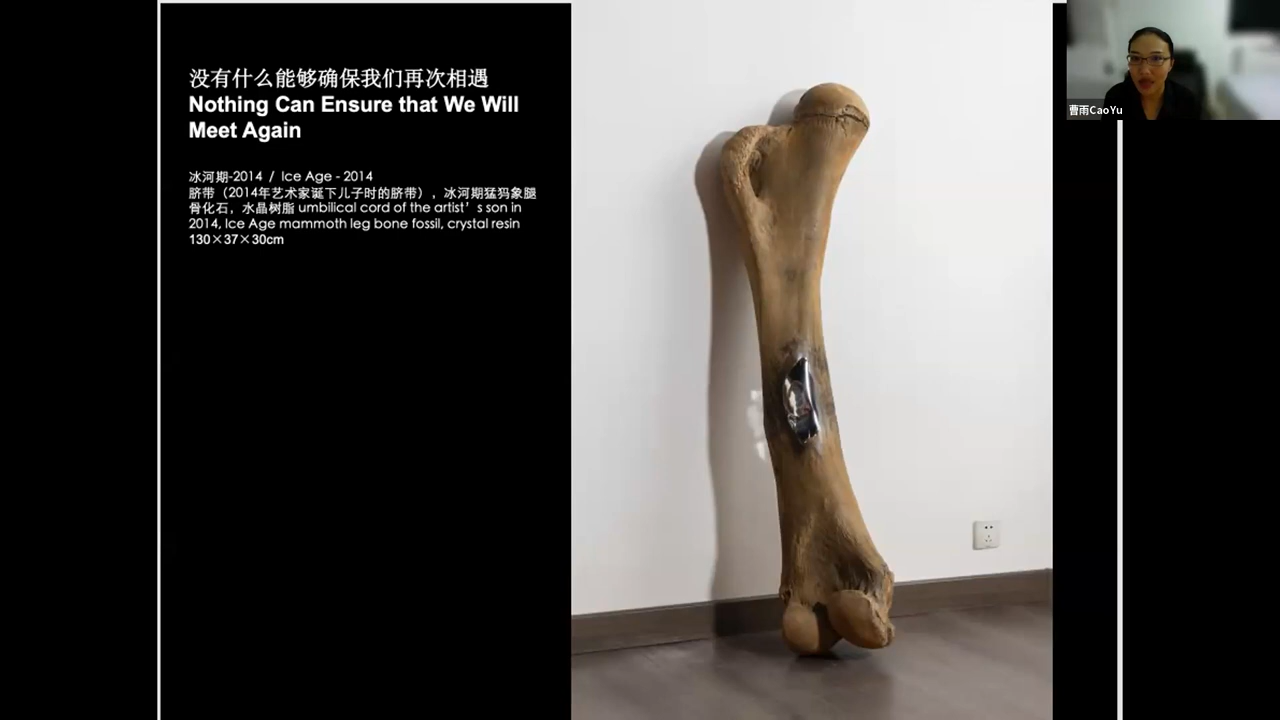 没有什么能够确保我们再次相遇
Nothing Can Ensure that We Will
Meet Again
冰河期-2014 / Ice Age - 2014
脐带（2014年艺术家诞下儿子时的脐带），冰河期猛犸象腿
骨化石，水晶树脂 umbilical cord of the artist’s son in
2014, Ice Age mammoth leg bone fossil, crystal resin
130×37×30cm
曹雨CaoYu